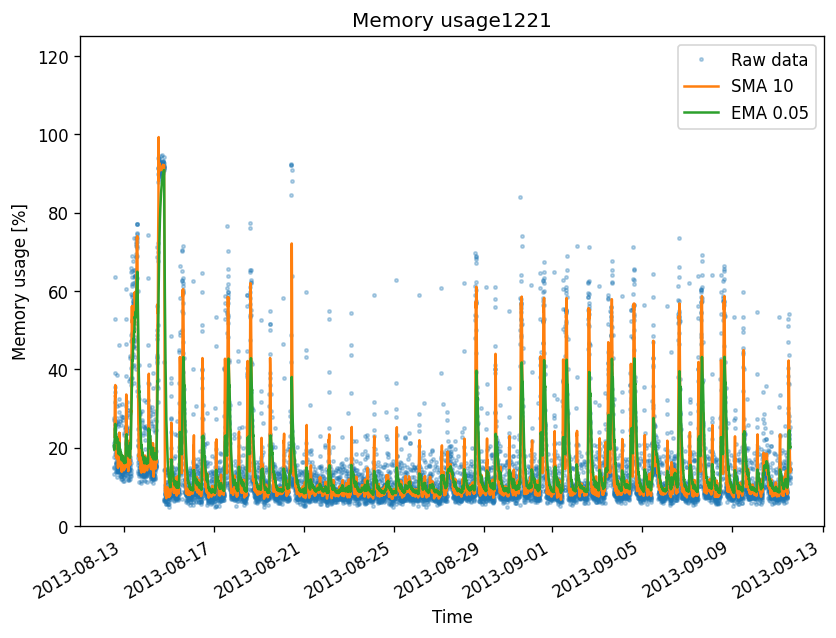 Memory usage1221
Raw data
SMA 10
EMA 0.05
Memory usage [%]
120
100
80
60
40
20
0
2013-08-13
2013-08-17
2013-08-21
2013-08-25
2013-08-29
2013-09-01
2013-09-05
2013-09-09
2013-09-13
Time